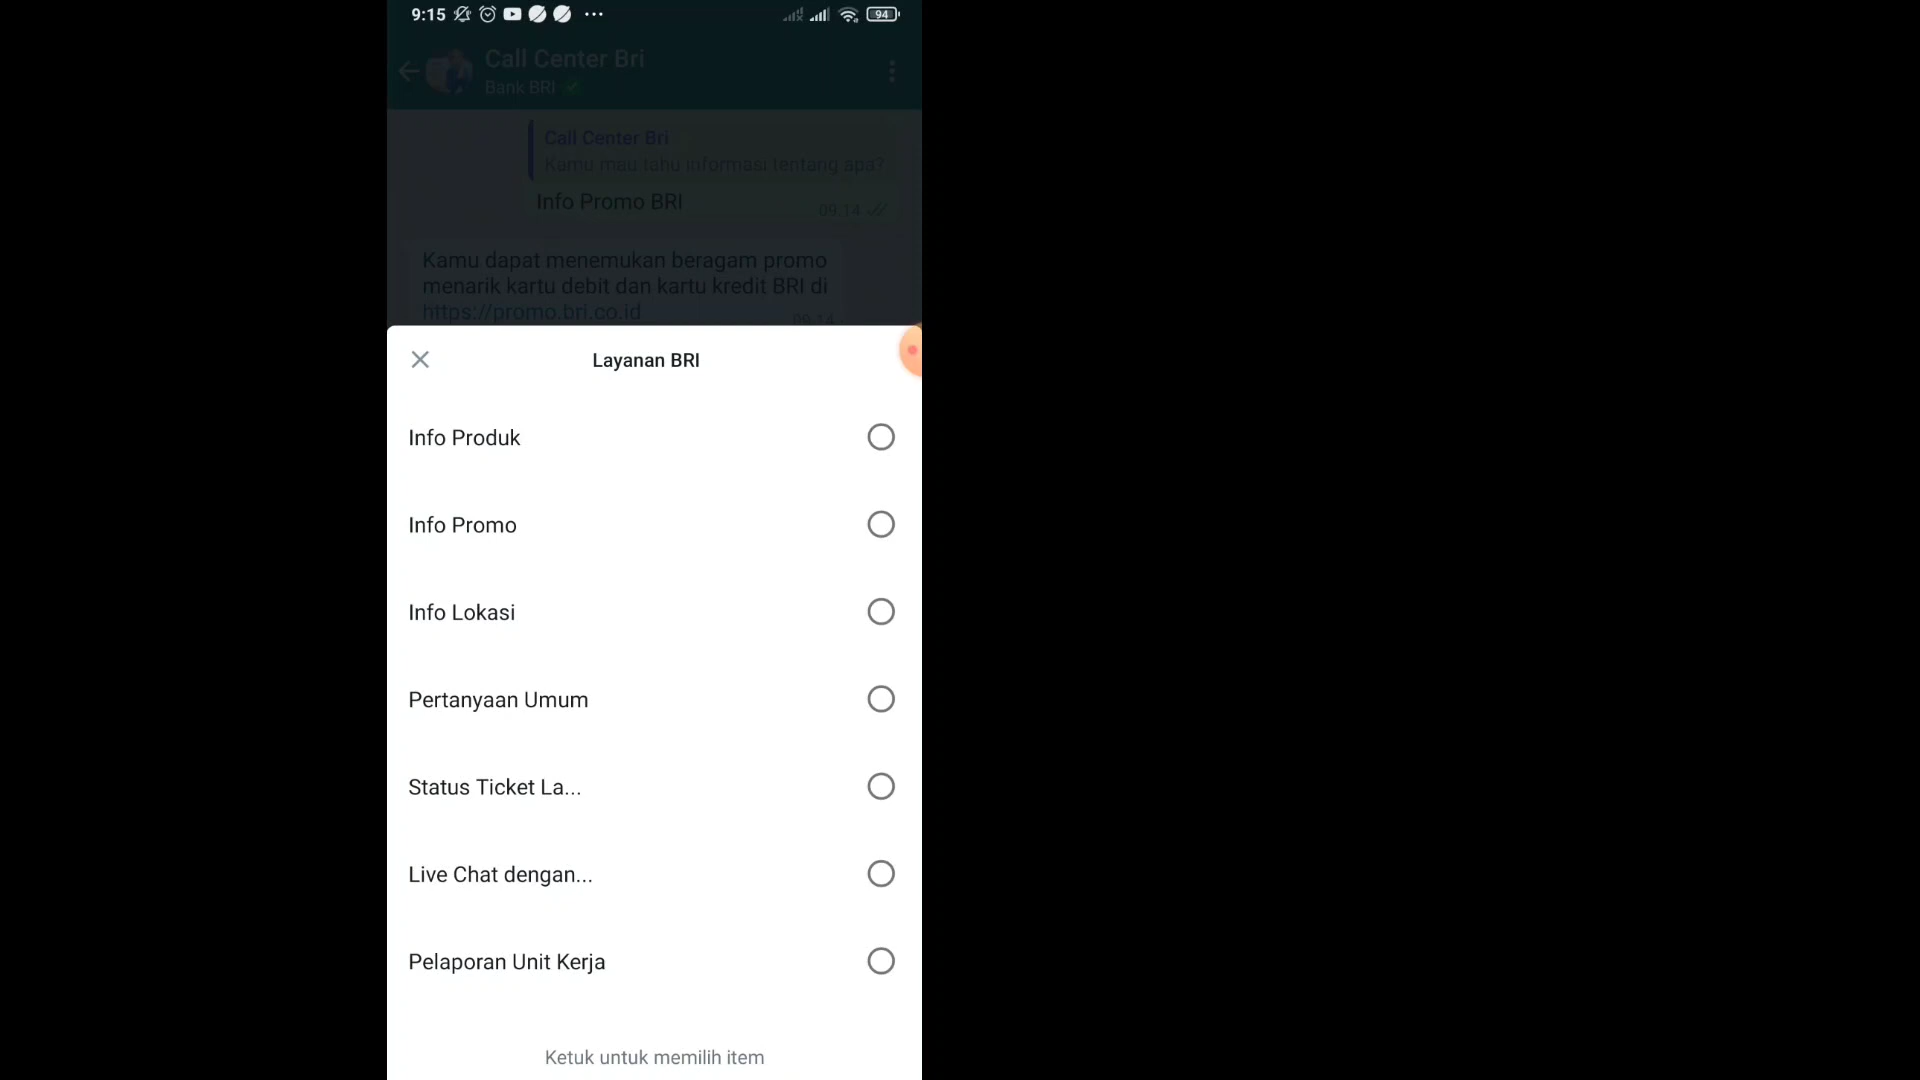 9:15
94
Call Center Bri
Bank BRI
Call Center Bri
Kamu mau tahu informasi tentang apa?
Info Promo BRI
09.14
Kamu dapat menemukan beragam promo
menarik kartu debit dan kartu kredit BRI di
https://promo.bri.co.id
09.14
Layanan BRI
Info Produk
Info Promo
Info Lokasi
Pertanyaan Umum
Status Ticket La...
Live Chat dengan...
Pelaporan Unit Kerja
Ketuk untuk memilih item